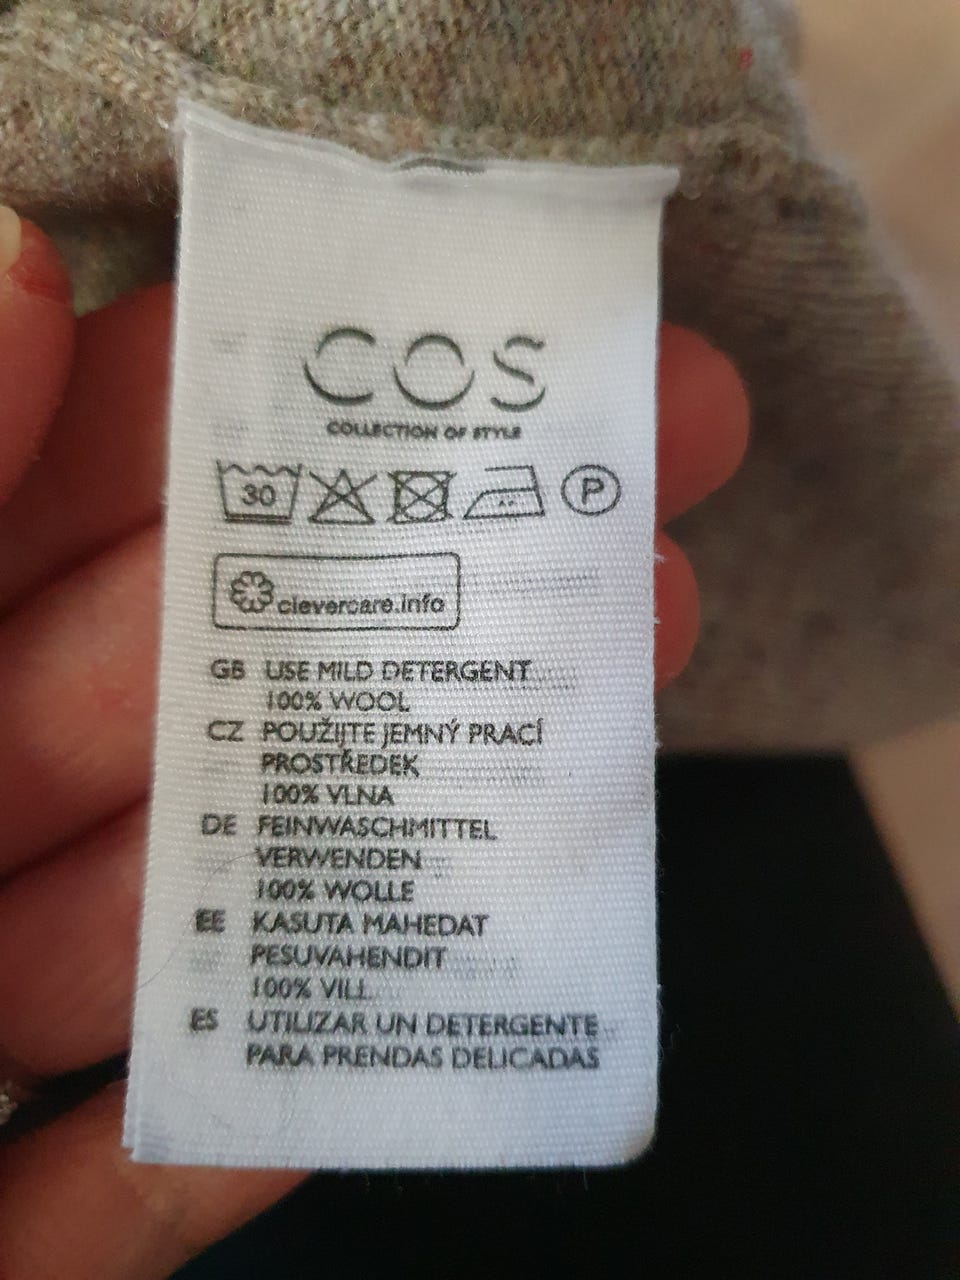 COS
COLLECTION OF STYLE
30 P
clevercare.info
GB USE MILD DETERGENT
100% WOOL
CZ POUŽIJTE JEMNÝ PRACÍ
PROSTŘEDEK
100% VLNA
DE FEINWASCHMITTEL
VERWENDEN
100% WOLLE
EE KASUTA MAHEDAT
PESUVAHENDIT
100% VILL
ES UTILIZAR UN DETERGENTE
PARA PRENDAS DELICADAS